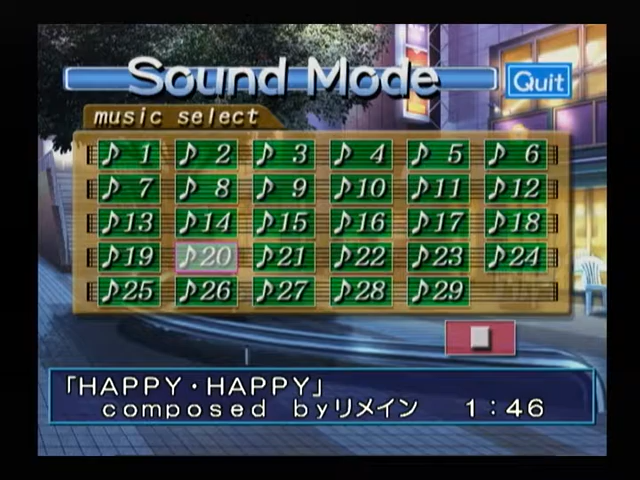 Sound Mode
Quit
music select
♪ 1 ♪ 2 ♪ 3 ♪ 4 ♪ 5 ♪ 6
♪ 7 ♪ 8 ♪ 9 ♪10 ♪11 ♪12
♪13 ♪14 ♪15 ♪16 ♪17 ♪18
♪19 ♪20 ♪21 ♪22 ♪23 ♪24
♪25 ♪26 ♪27 ♪28 ♪29
「HAPPY・HAPPY」
composed byリメイン 1：46